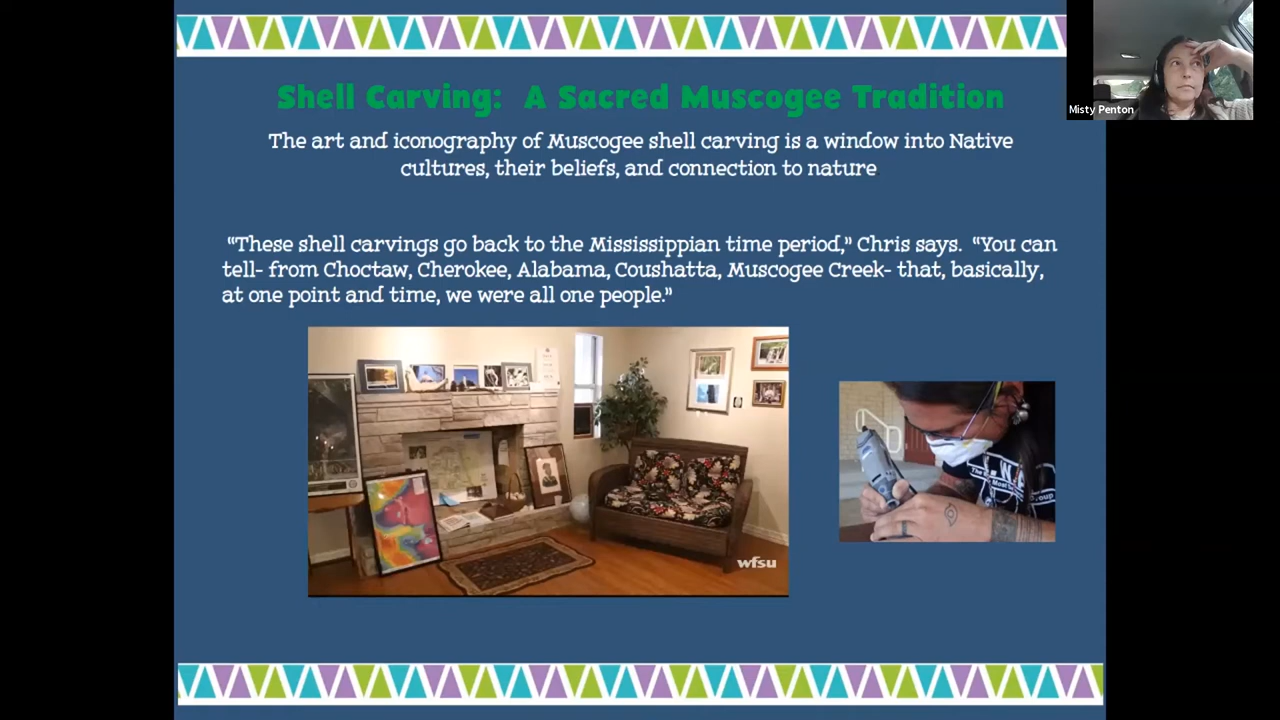 Shell Carving: A Sacred Muscogee Tradition
Misty Penton
The art and iconography of Muscogee shell carving is a window into Native
cultures, their beliefs, and connection to nature
“These shell carvings go back to the Mississippian time period,” Chris says. “You can
tell- from Choctaw, Cherokee, Alabama, Coushatta, Muscogee Creek- that, basically,
at one point and time, we were all one people.”
wfsu